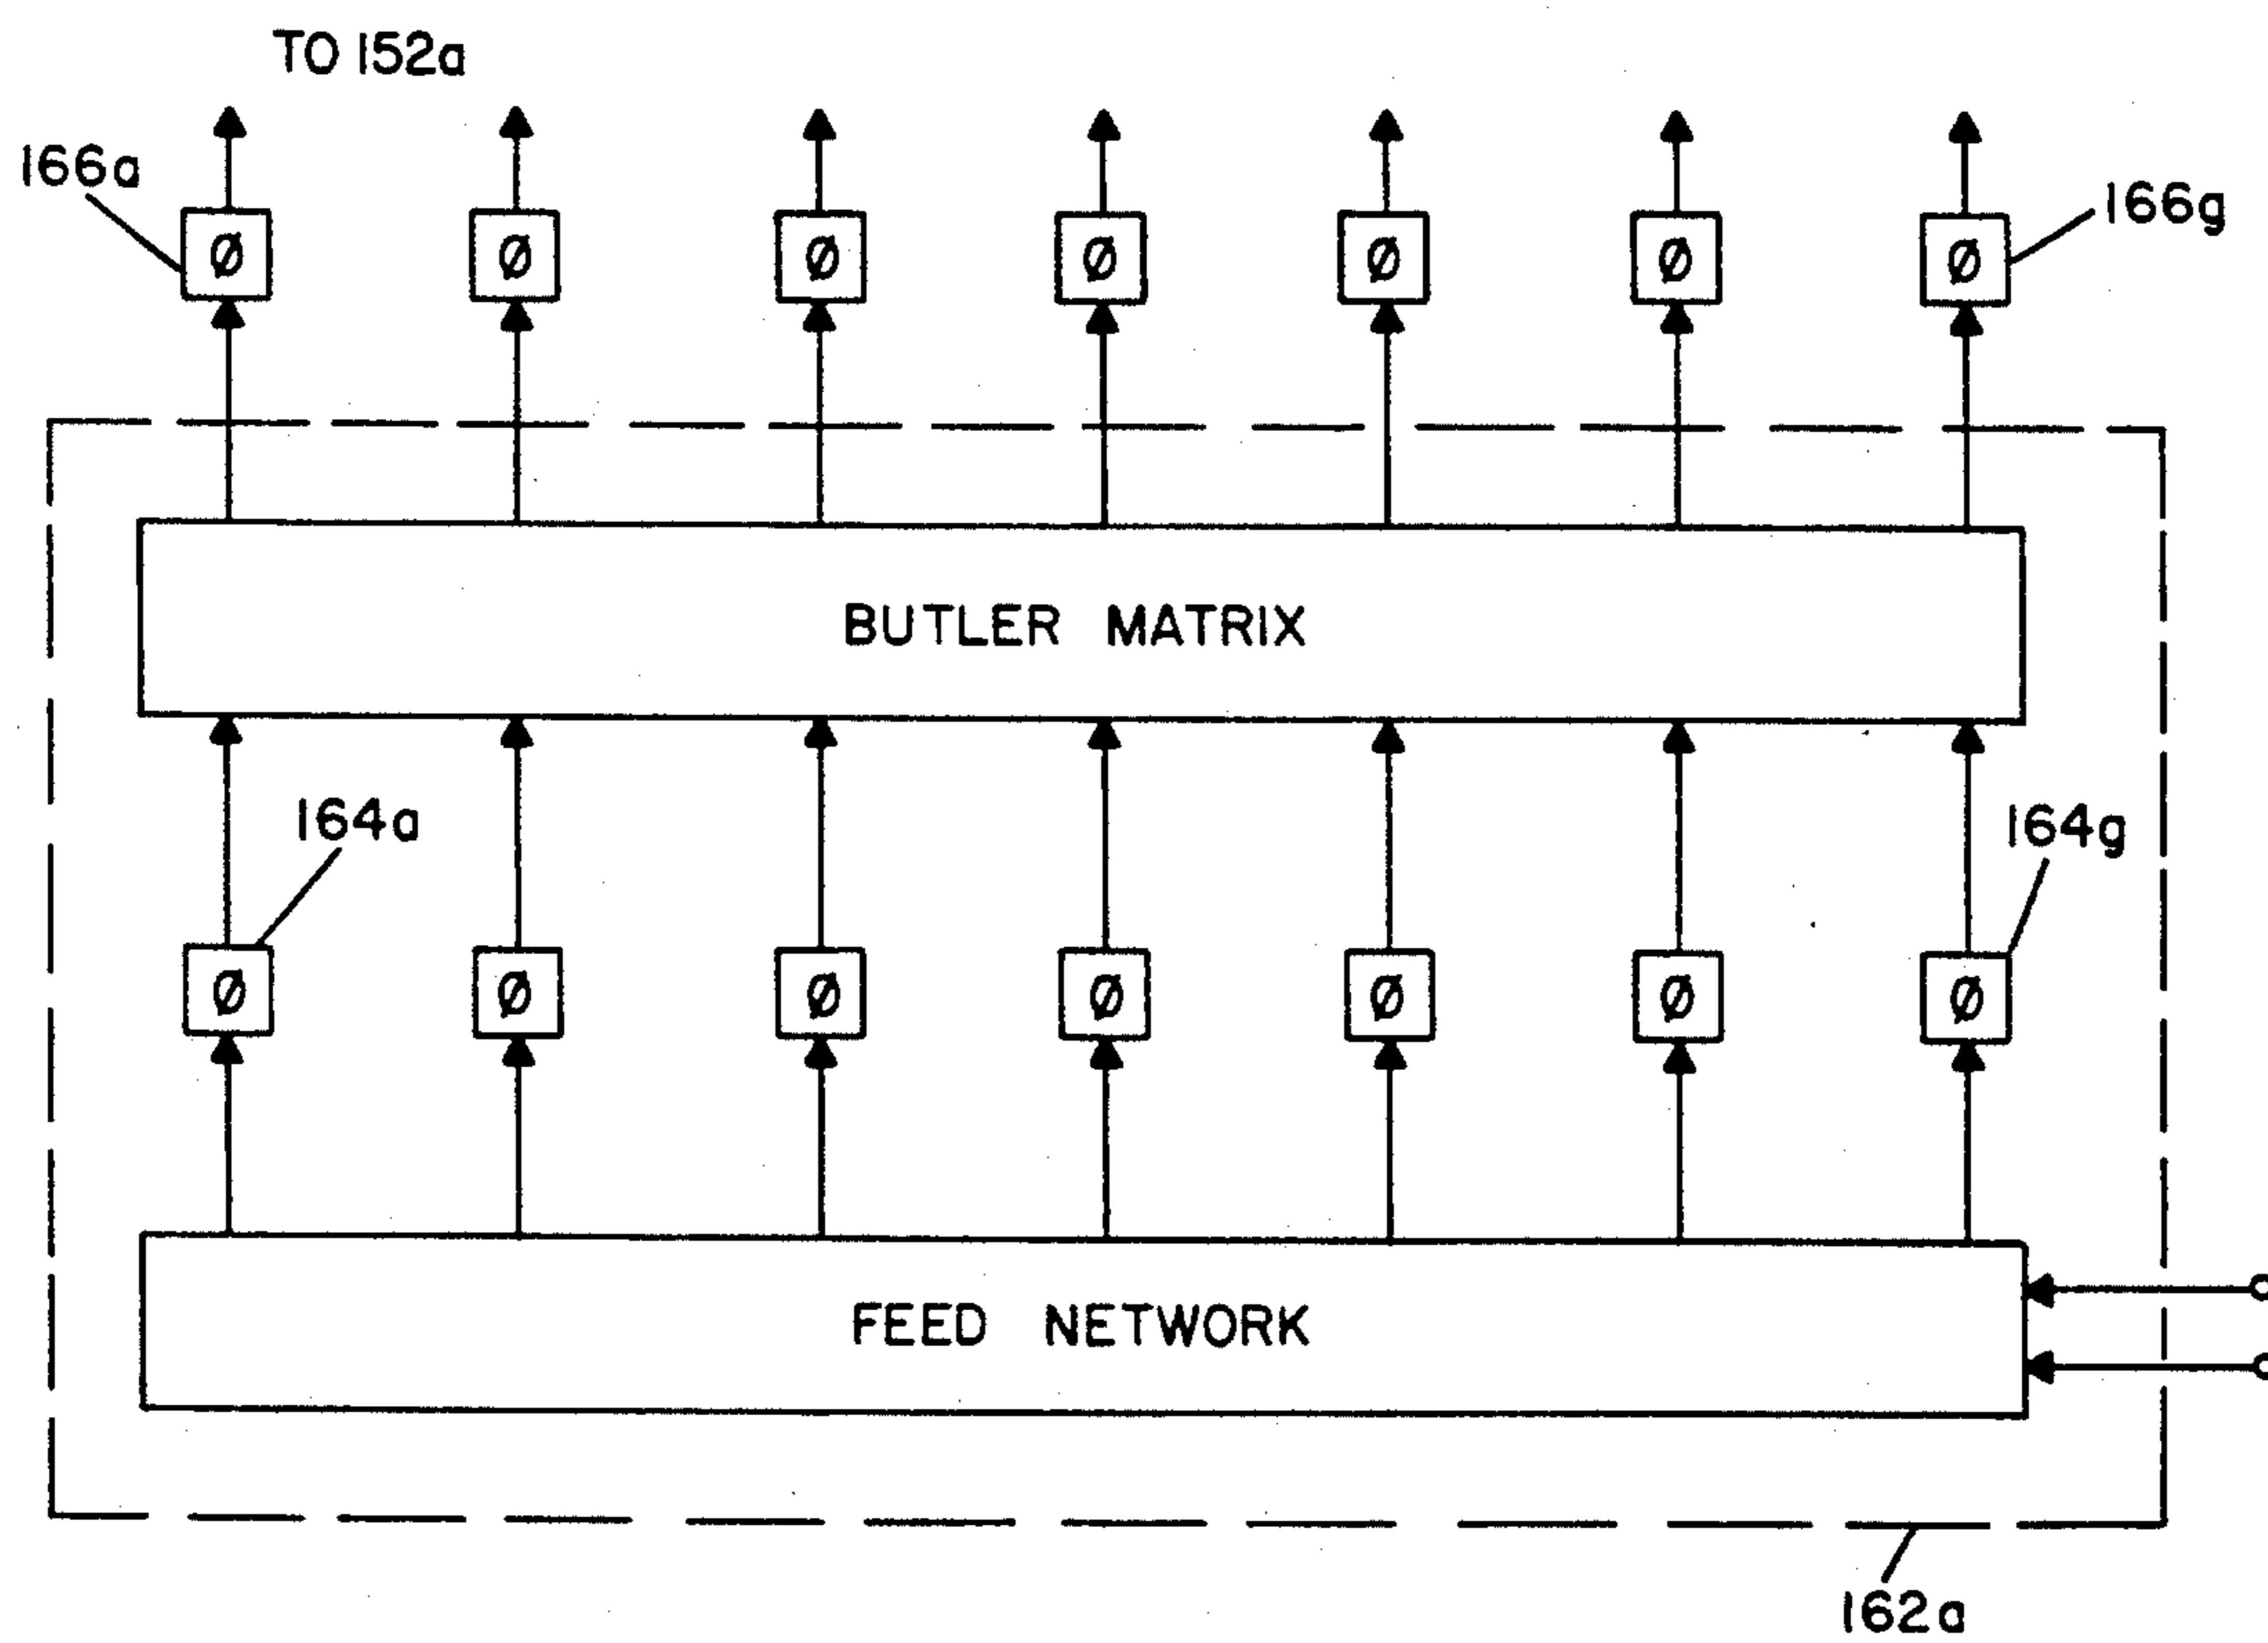 TO 152a
166a
166g
Ø Ø Ø Ø Ø Ø Ø
BUTLER MATRIX
164a
164g
Ø Ø Ø Ø Ø Ø Ø
FEED NETWORK
162a